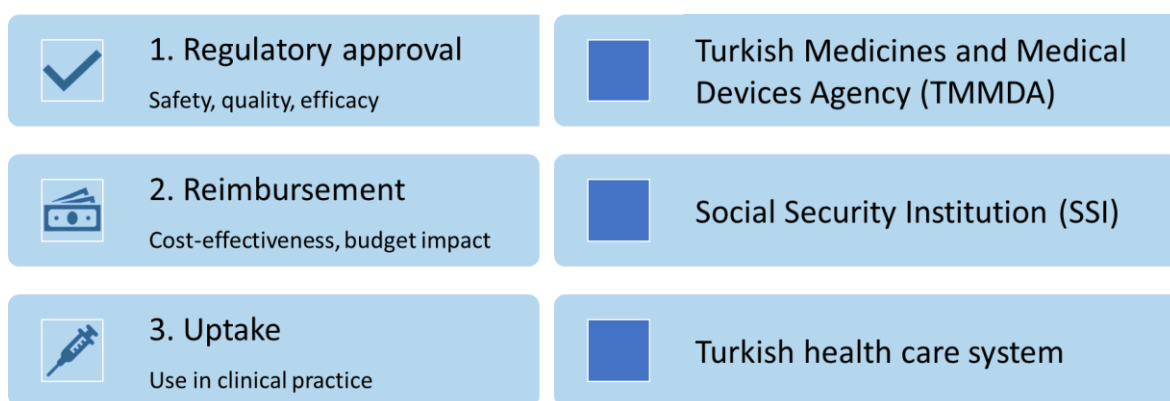 1. Regulatory approval
Safety, quality, efficacy
Turkish Medicines and Medical
Devices Agency (TMMDA)
2. Reimbursement
Cost-effectiveness, budget impact
Social Security Institution (SSI)
3. Uptake
Use in clinical practice
Turkish health care system